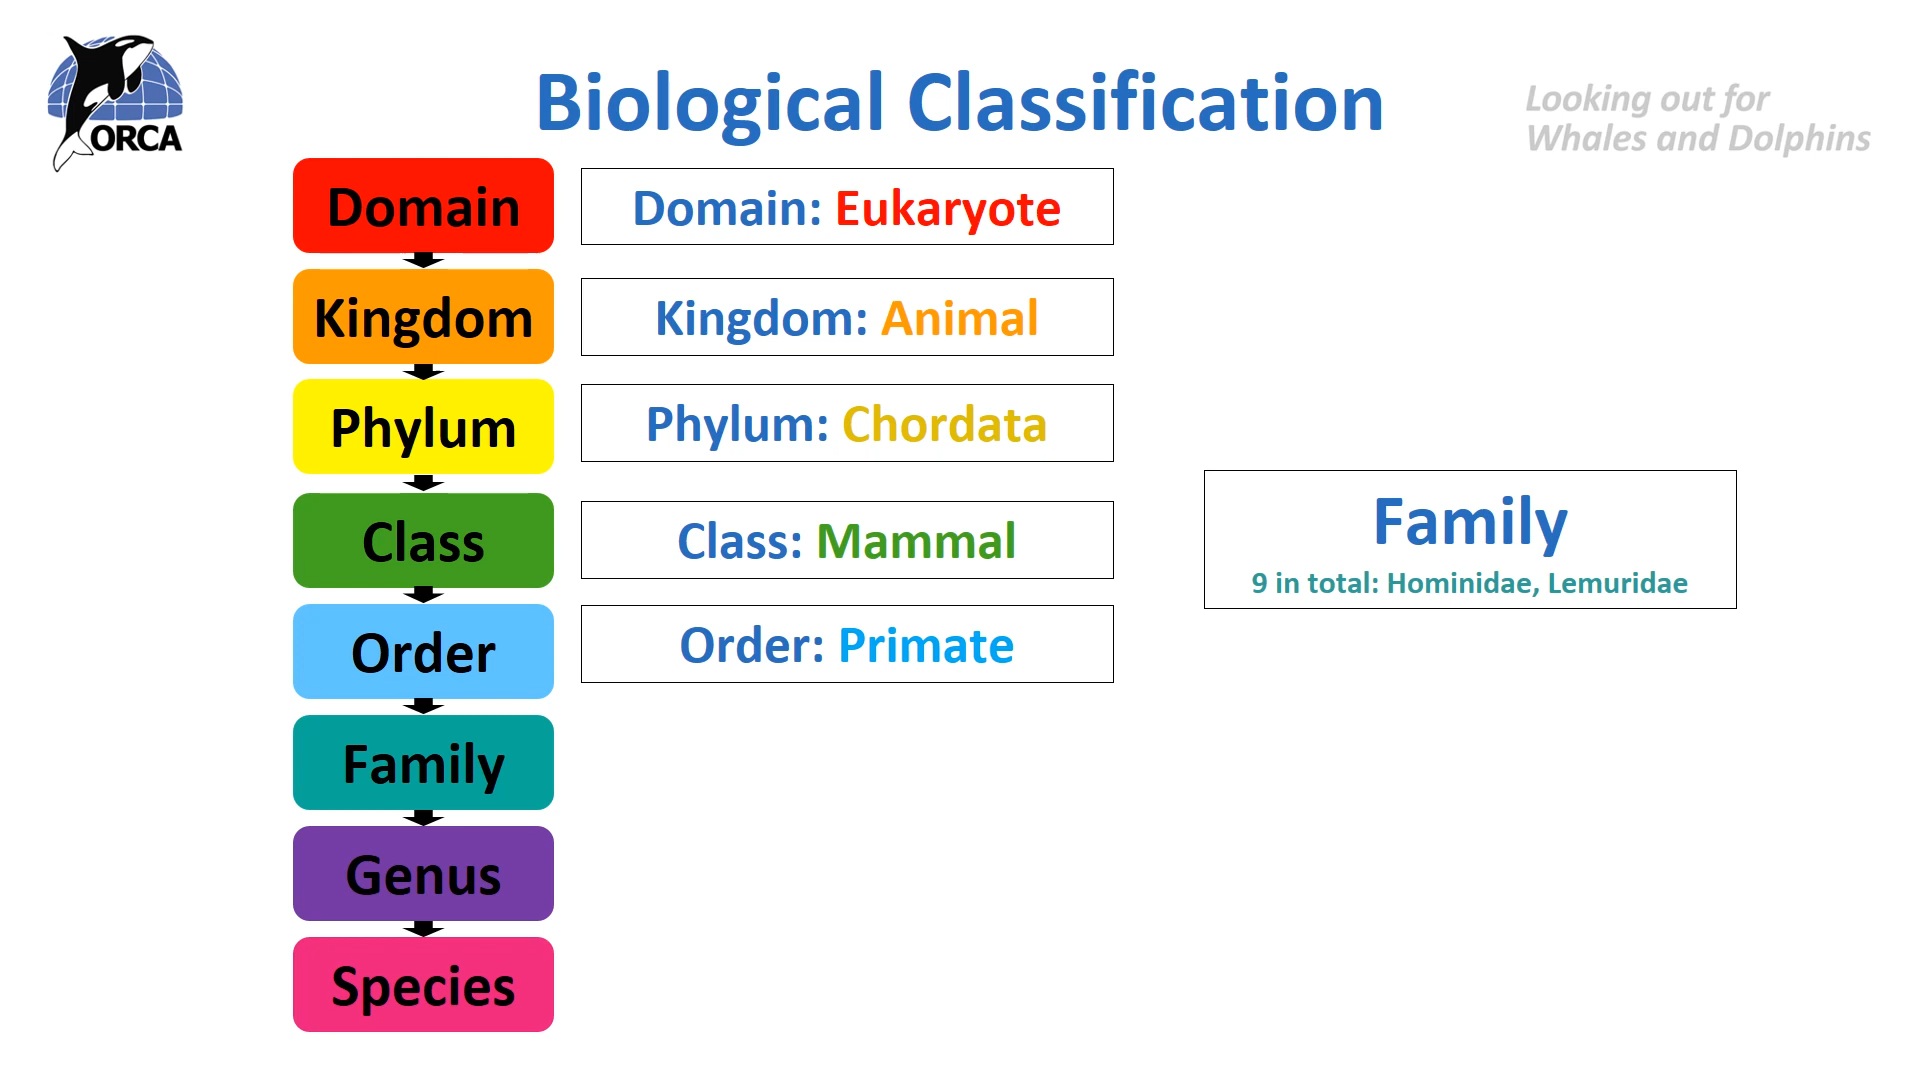 ORCA
Biological Classification
Looking out for
Whales and Dolphins
Domain
Domain: Eukaryote
Kingdom
Kingdom: Animal
Phylum
Phylum: Chordata
Class
Class: Mammal
Order
Order: Primate
Family
Genus
Species
Family
9 in total: Hominidae, Lemuridae